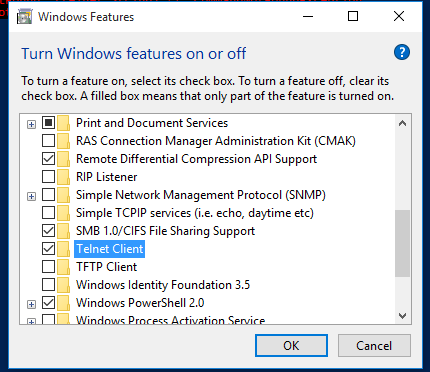 Windows Features
Turn Windows features on or off
To turn a feature on, select its check box. To turn a feature off, clear its
check box. A filled box means that only part of the feature is turned on.
Print and Document Services
RAS Connection Manager Administration Kit (CMAK)
Remote Differential Compression API Support
RIP Listener
Simple Network Management Protocol (SNMP)
Simple TCPIP services (i.e. echo, daytime etc)
SMB 1.0/CIFS File Sharing Support
Telnet Client
TFTP Client
Windows Identity Foundation 3.5
Windows PowerShell 2.0
Windows Process Activation Service
OK Cancel